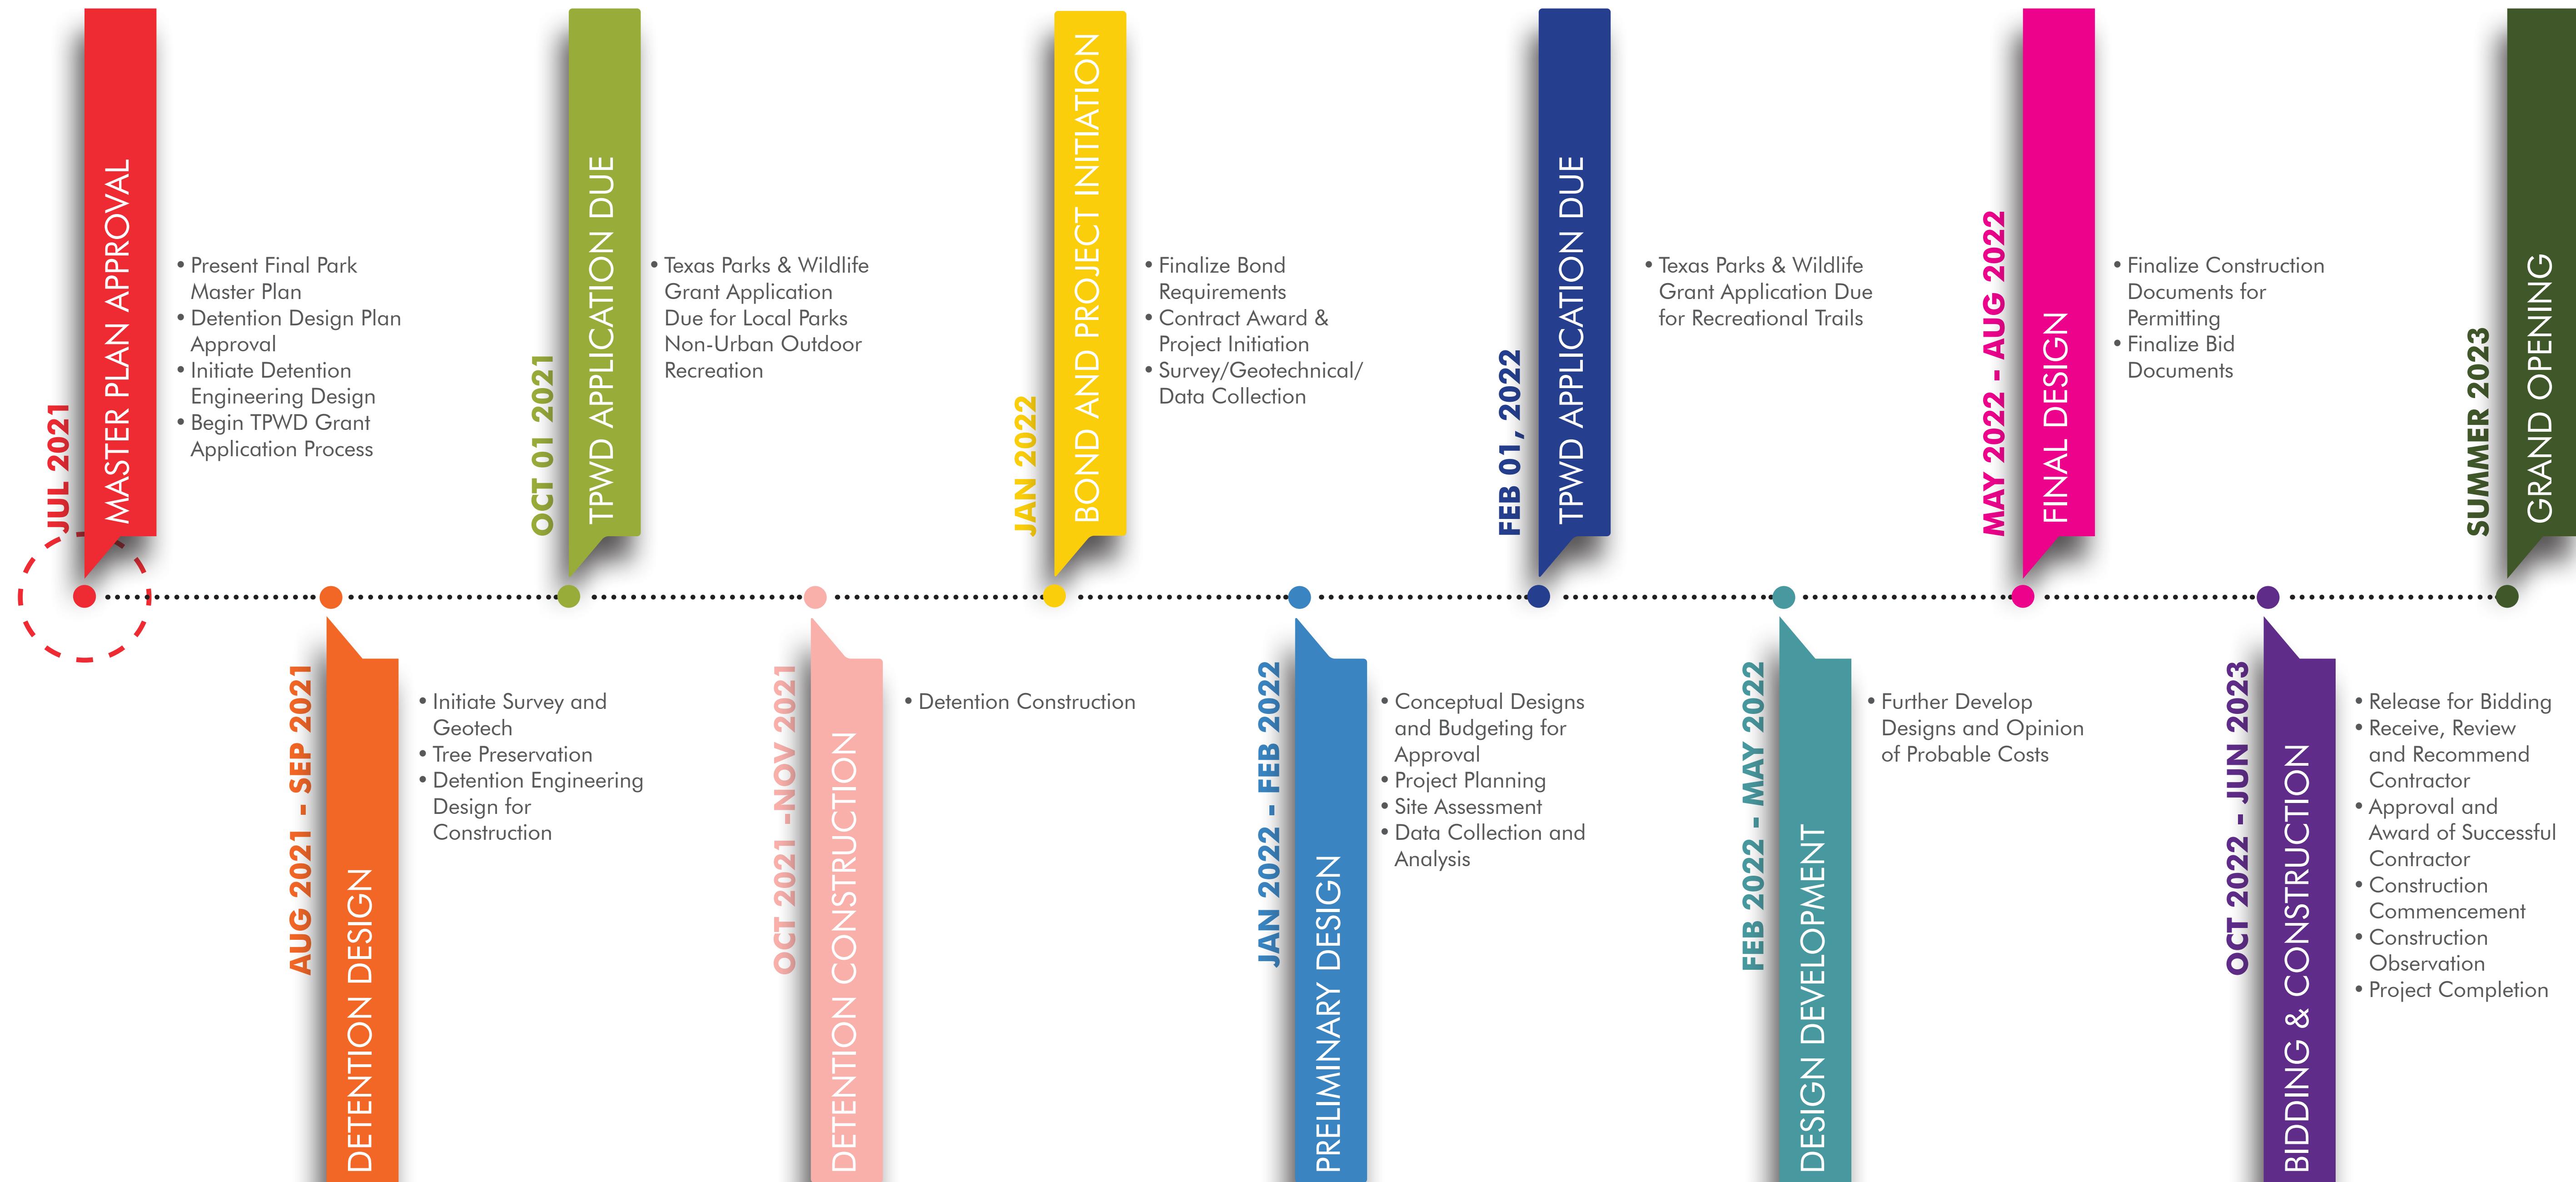 JUL 2021
MASTER PLAN APPROVAL
• Present Final Park
Master Plan
• Detention Design Plan
Approval
• Initiate Detention
Engineering Design
• Begin TPWD Grant
Application Process
AUG 2021 - SEP 2021
DETENTION DESIGN
• Initiate Survey and
Geotech
• Tree Preservation
• Detention Engineering
Design for
Construction
OCT 01 2021
TPWD APPLICATION DUE
• Texas Parks & Wildlife
Grant Application
Due for Local Parks
Non-Urban Outdoor
Recreation
OCT 2021 -NOV 2021
DETENTION CONSTRUCTION
• Detention Construction
JAN 2022
BOND AND PROJECT INITIATION
• Finalize Bond
Requirements
• Contract Award &
Project Initiation
• Survey/Geotechnical/
Data Collection
JAN 2022 - FEB 2022
PRELIMINARY DESIGN
• Conceptual Designs
and Budgeting for
Approval
• Project Planning
• Site Assessment
• Data Collection and
Analysis
FEB 01, 2022
TPWD APPLICATION DUE
• Texas Parks & Wildlife
Grant Application Due
for Recreational Trails
FEB 2022 - MAY 2022
DESIGN DEVELOPMENT
• Further Develop
Designs and Opinion
of Probable Costs
MAY 2022 - AUG 2022
FINAL DESIGN
• Finalize Construction
Documents for
Permitting
• Finalize Bid
Documents
OCT 2022 - JUN 2023
BIDDING & CONSTRUCTION
• Release for Bidding
• Receive, Review
and Recommend
Contractor
• Approval and
Award of Successful
Contractor
• Construction
Commencement
• Construction
Observation
• Project Completion
SUMMER 2023
GRAND OPENING